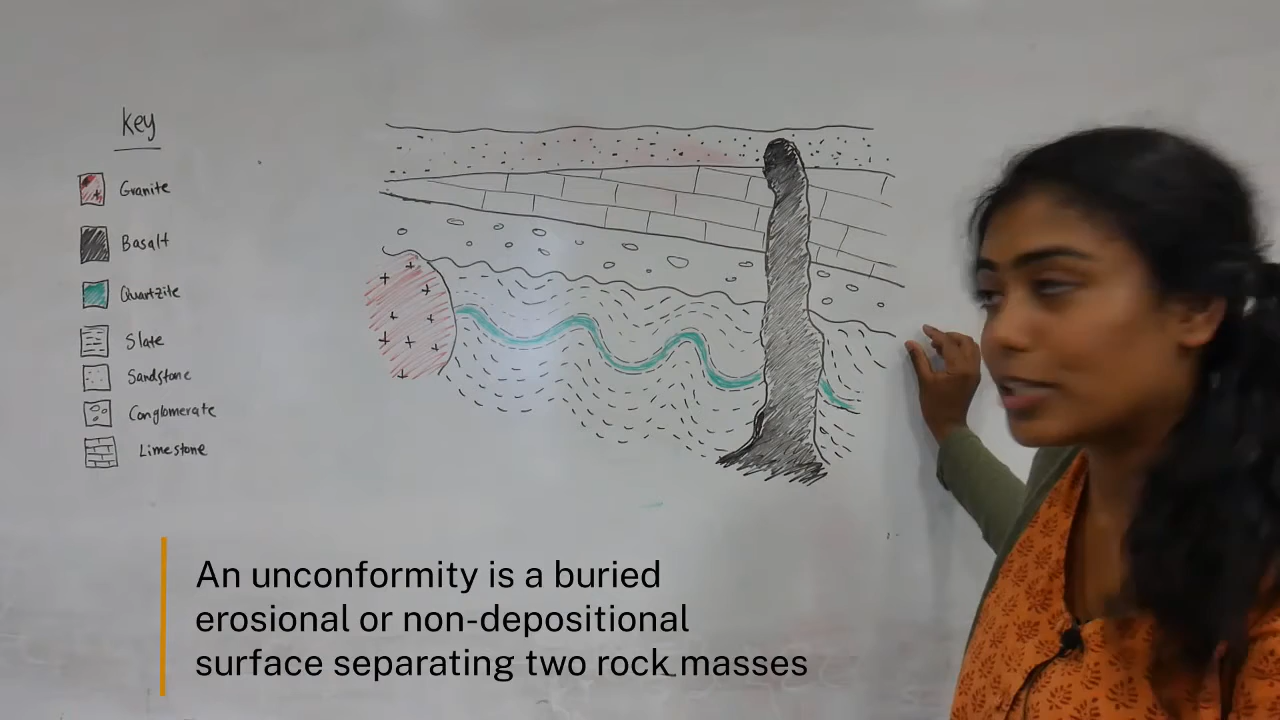 Key
Granite
Basalt
Quartzite
Slate
Sandstone
Conglomerate
Limestone
An unconformity is a buried
erosional or non-depositional
surface separating two rock masses